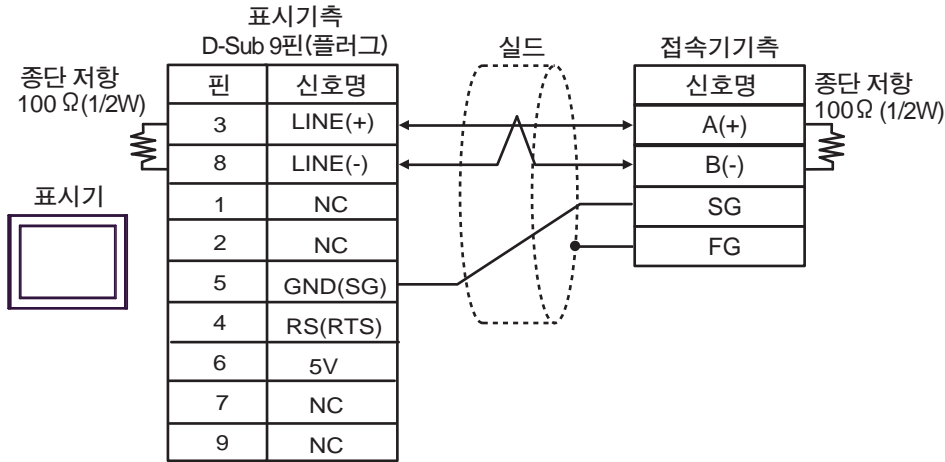 표시기측
D-Sub 9핀(플러그)
실드
접속기기측
종단 저항
100 Ω(1/2W)
핀 신호명
신호명
종단 저항
100Ω (1/2W)
3 LINE(+)
A(+)
8 LINE(-)
B(-)
표시기
1 NC
SG
2 NC
FG
5 GND(SG)
4 RS(RTS)
6 5V
7 NC
9 NC